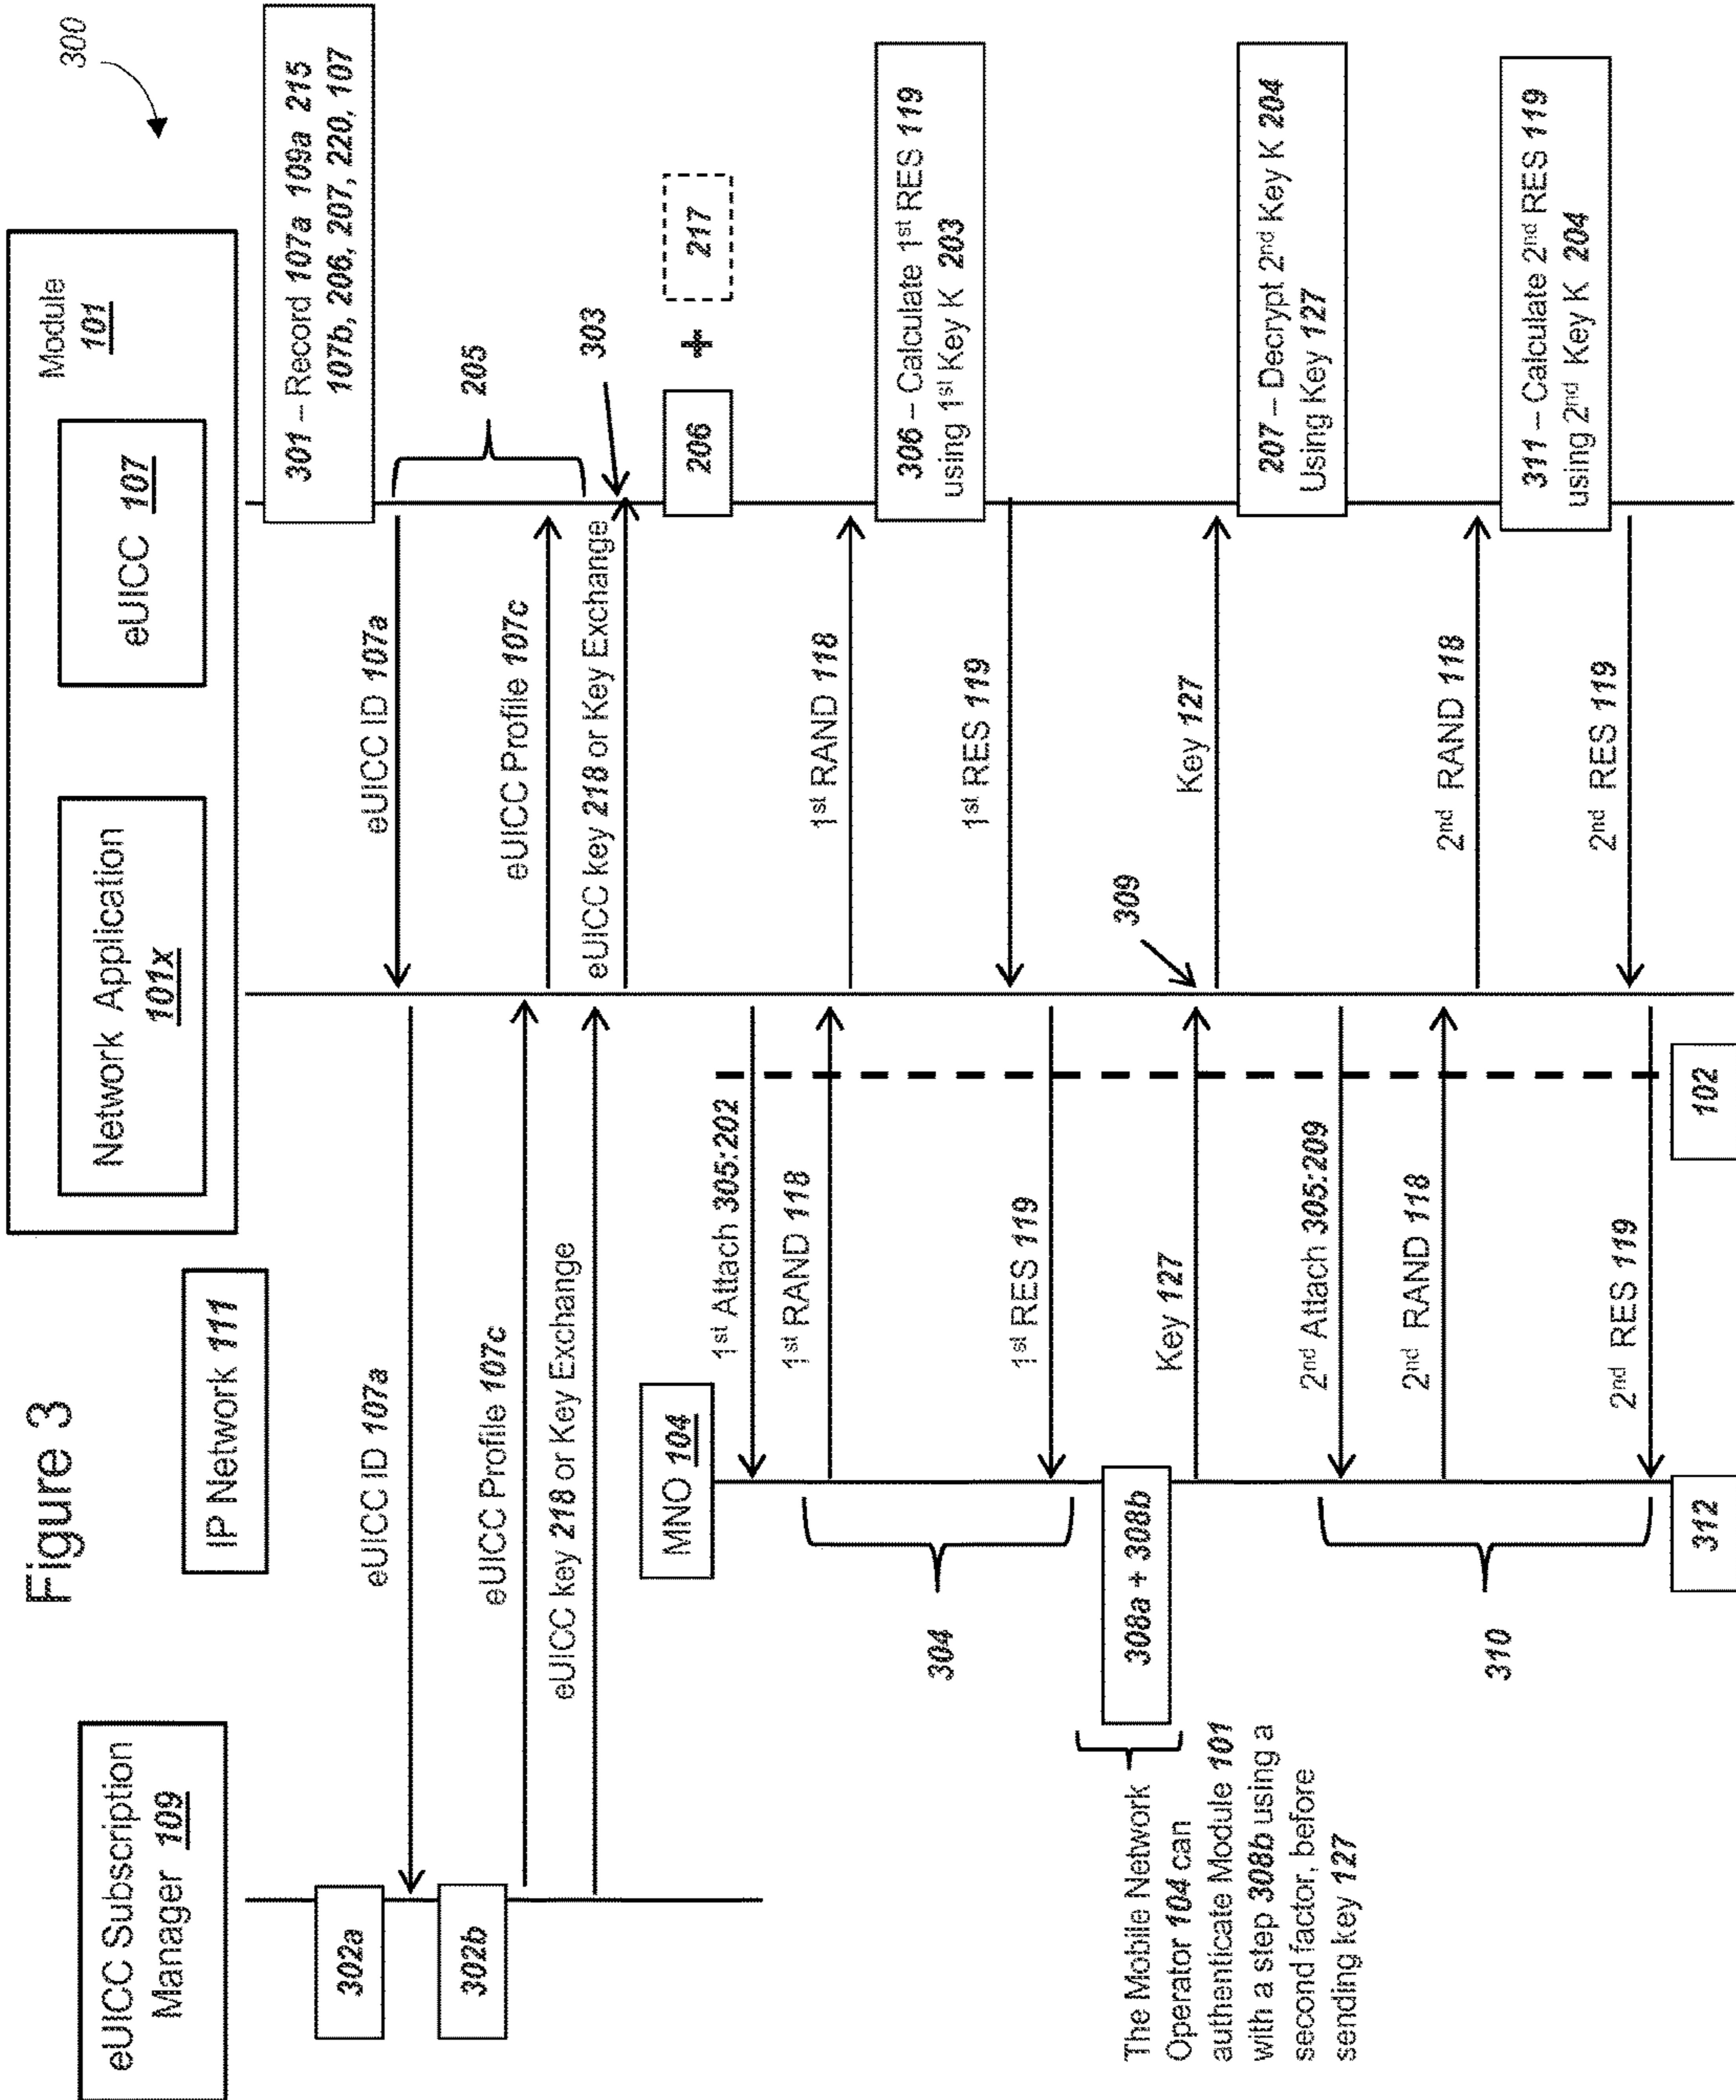 Figure 3
300
eUICC Subscription
Manager 109
IP Network 111
Module
101
Network Application
101x
eUICC 107
301 – Record 107a 109a 215
107b, 206, 207, 220, 107
302a
eUICC ID 107a
eUICC ID 107a
205
302b
eUICC Profile 107c
eUICC Profile 107c
eUICC key 218 or Key Exchange
eUICC key 218 or Key Exchange
303
MNO 104
206
+
217
1st Attach 305:202
1st RAND 118
1st RAND 118
306 – Calculate 1st RES 119
using 1st Key K 203
304
1st RES 119
1st RES 119
308a + 308b
The Mobile Network
Operator 104 can
authenticate Module 101
with a step 308b using a
second factor, before
sending key 127
309
Key 127
Key 127
207 – Decrypt 2nd Key K 204
Using Key 127
2nd Attach 305:209
2nd RAND 118
2nd RAND 118
310
311 – Calculate 2nd RES 119
using 2nd Key K 204
2nd RES 119
2nd RES 119
312
102